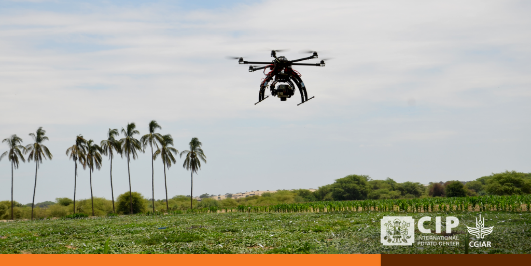 CIP
INTERNATIONAL
POTATO CENTER
CGIAR